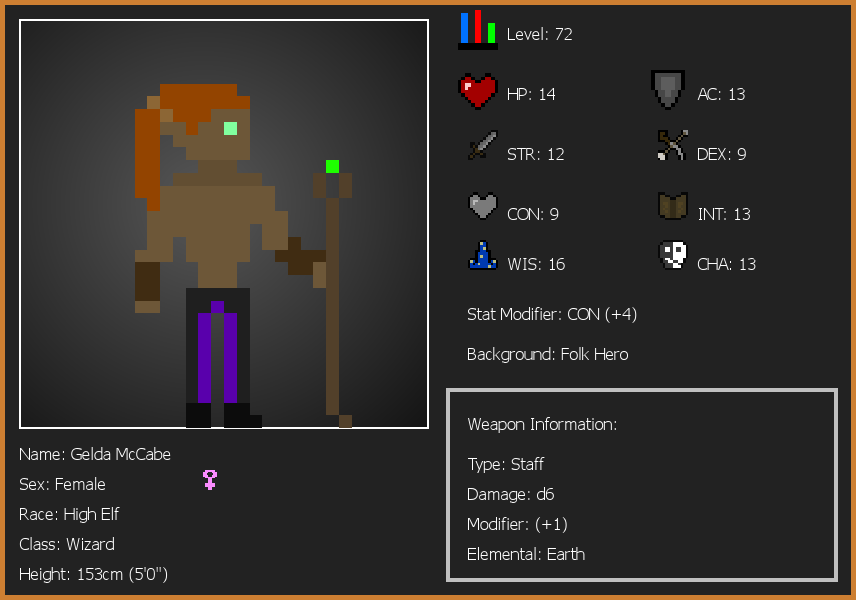 Level: 72
HP: 14
AC: 13
STR: 12
DEX: 9
CON: 9
INT: 13
WIS: 16
CHA: 13
Stat Modifier: CON (+4)
Background: Folk Hero
Weapon Information:
Type: Staff
Damage: d6
Modifier: (+1)
Elemental: Earth
Name: Gelda McCabe
Sex: Female
Race: High Elf
Class: Wizard
Height: 153cm (5'0")